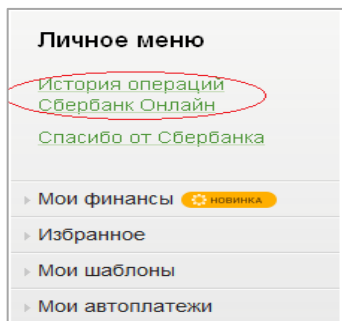 Личное меню
История операций
Сбербанк Онлайн
Спасибо от Сбербанка
Мои финансы НОВИНКА
Избранное
Мои шаблоны
Мои автоплатежи